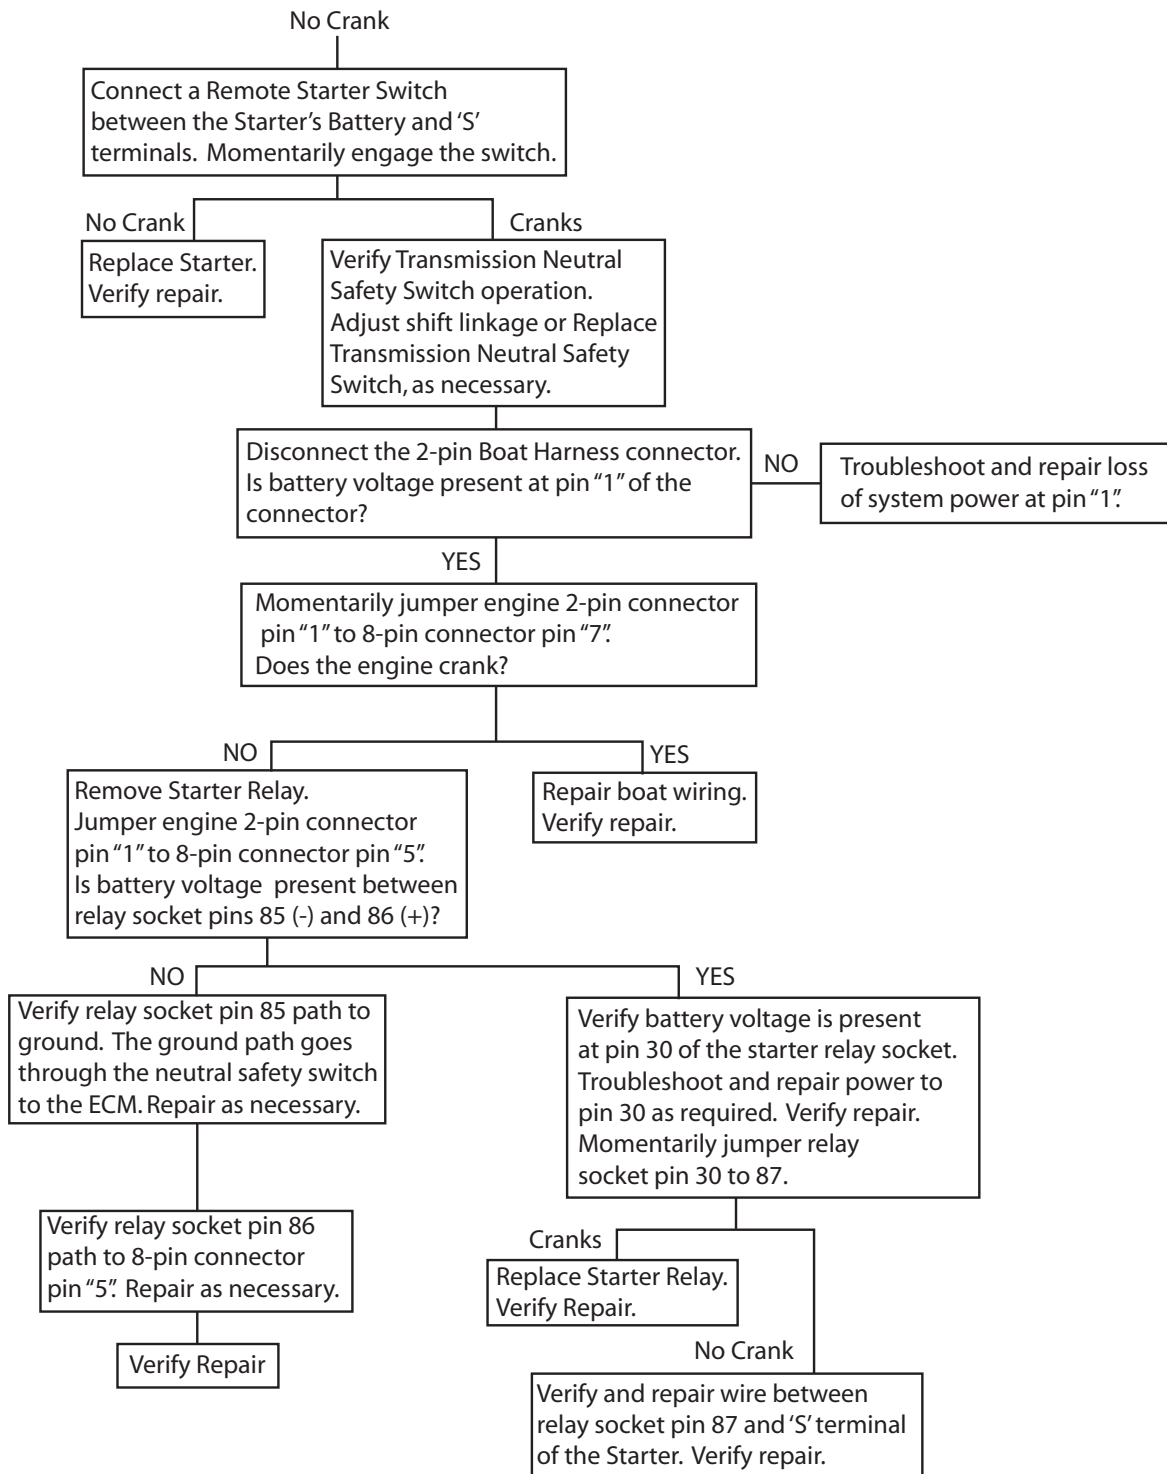 No Crank
Connect a Remote Starter Switch
between the Starter’s Battery and ‘S’
terminals. Momentarily engage the switch.
No Crank
Cranks
Replace Starter.
Verify repair.
Verify Transmission Neutral
Safety Switch operation.
Adjust shift linkage or Replace
Transmission Neutral Safety
Switch, as necessary.
Disconnect the 2-pin Boat Harness connector.
Is battery voltage present at pin “1” of the
connector?
NO
Troubleshoot and repair loss
of system power at pin “1”.
YES
Momentarily jumper engine 2-pin connector
pin “1” to 8-pin connector pin “7”.
Does the engine crank?
NO
YES
Remove Starter Relay.
Jumper engine 2-pin connector
pin “1” to 8-pin connector pin “5”.
Is battery voltage present between
relay socket pins 85 (-) and 86 (+)?
Repair boat wiring.
Verify repair.
NO
YES
Verify relay socket pin 85 path to
ground. The ground path goes
through the neutral safety switch
to the ECM. Repair as necessary.
Verify battery voltage is present
at pin 30 of the starter relay socket.
Troubleshoot and repair power to
pin 30 as required. Verify repair.
Momentarily jumper relay
socket pin 30 to 87.
Verify relay socket pin 86
path to 8-pin connector
pin “5”. Repair as necessary.
Cranks
Replace Starter Relay.
Verify Repair.
Verify Repair
No Crank
Verify and repair wire between
relay socket pin 87 and ‘S’ terminal
of the Starter. Verify repair.